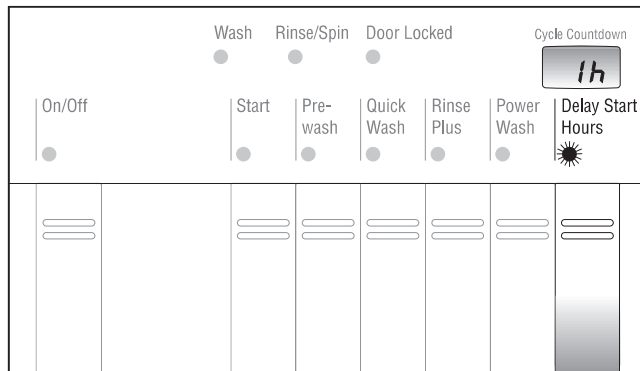 Wash Rinse/Spin Door Locked Cycle Countdown
1h
On/Off Start Pre- Quick Rinse Power Delay Start
wash Wash Plus Wash Hours